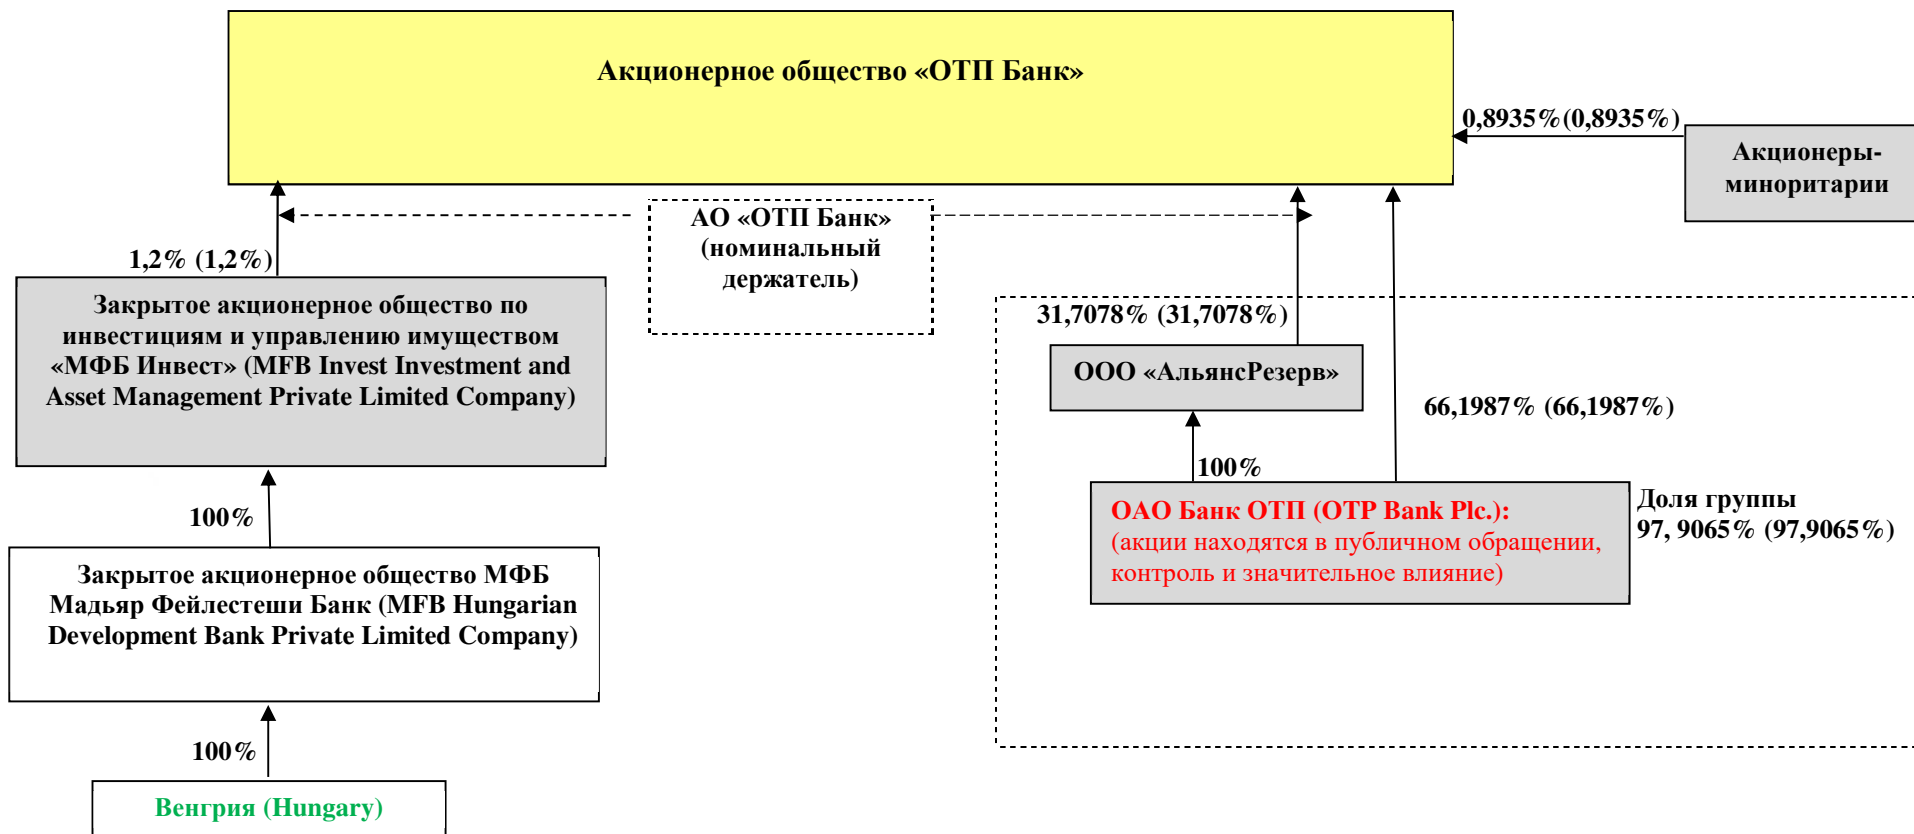 Акционерное общество «ОТП Банк»
0,8935%(0,8935%)
Акционеры-
миноритарии
АО «ОТП Банк»
(номинальный
держатель)
1,2% (1,2%)
Закрытое акционерное общество по
инвестициям и управлению имуществом
«МФБ Инвест» (MFB Invest Investment and
Asset Management Private Limited Company)
31,7078% (31,7078%)
ООО «АльянсРезерв»
66,1987% (66,1987%)
100%
ОАО Банк ОТП (OTP Bank Plc.):
(акции находятся в публичном обращении,
контроль и значительное влияние)
Доля группы
97, 9065% (97,9065%)
100%
Закрытое акционерное общество МФБ
Мадьяр Фейлестеши Банк (MFB Hungarian
Development Bank Private Limited Company)
100%
Венгрия (Hungary)